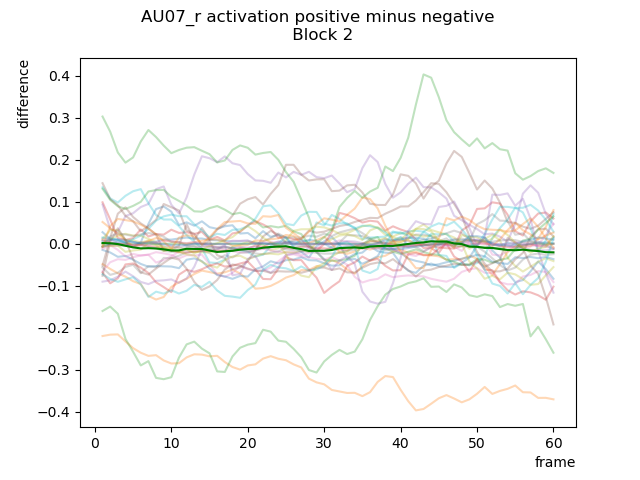 AU07_r activation positive minus negative
Block 2
difference
0.4
0.3
0.2
0.1
0.0
−0.1
−0.2
−0.3
−0.4
0 10 20 30 40 50 60
frame